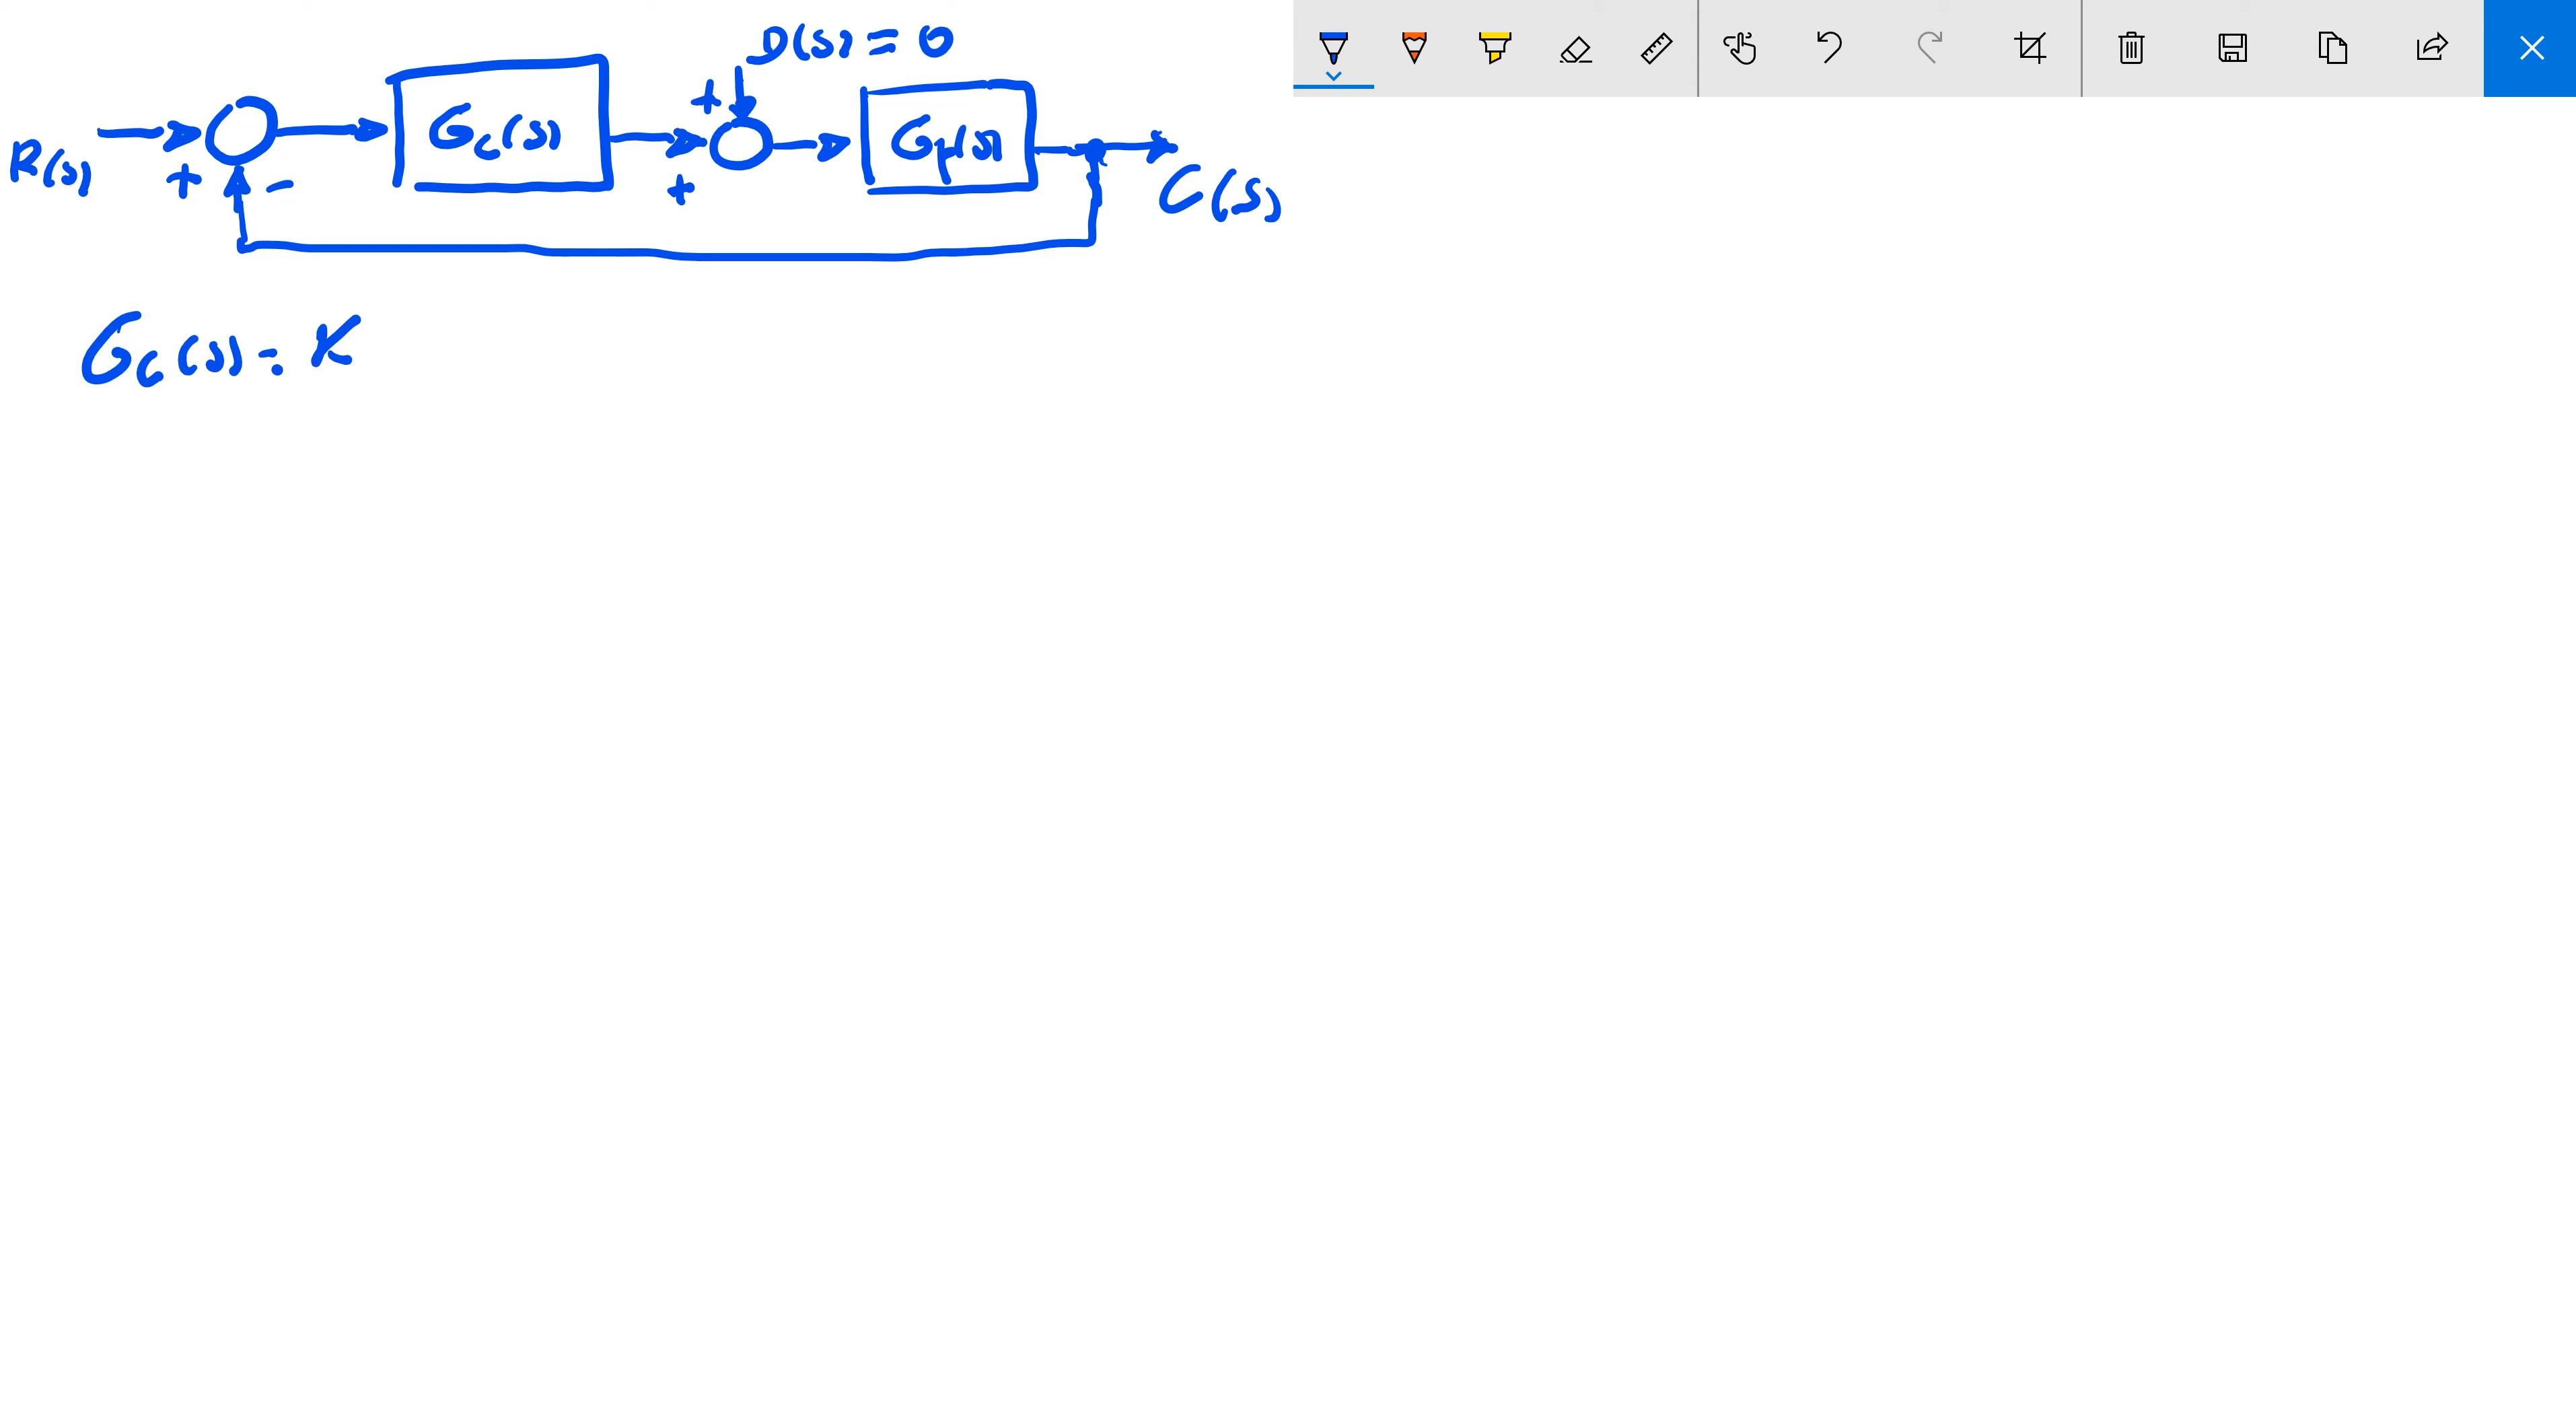 D(s) = 0
R(s) + - Gc(s) + + Gp(s) C(s)
Gc(s) = K